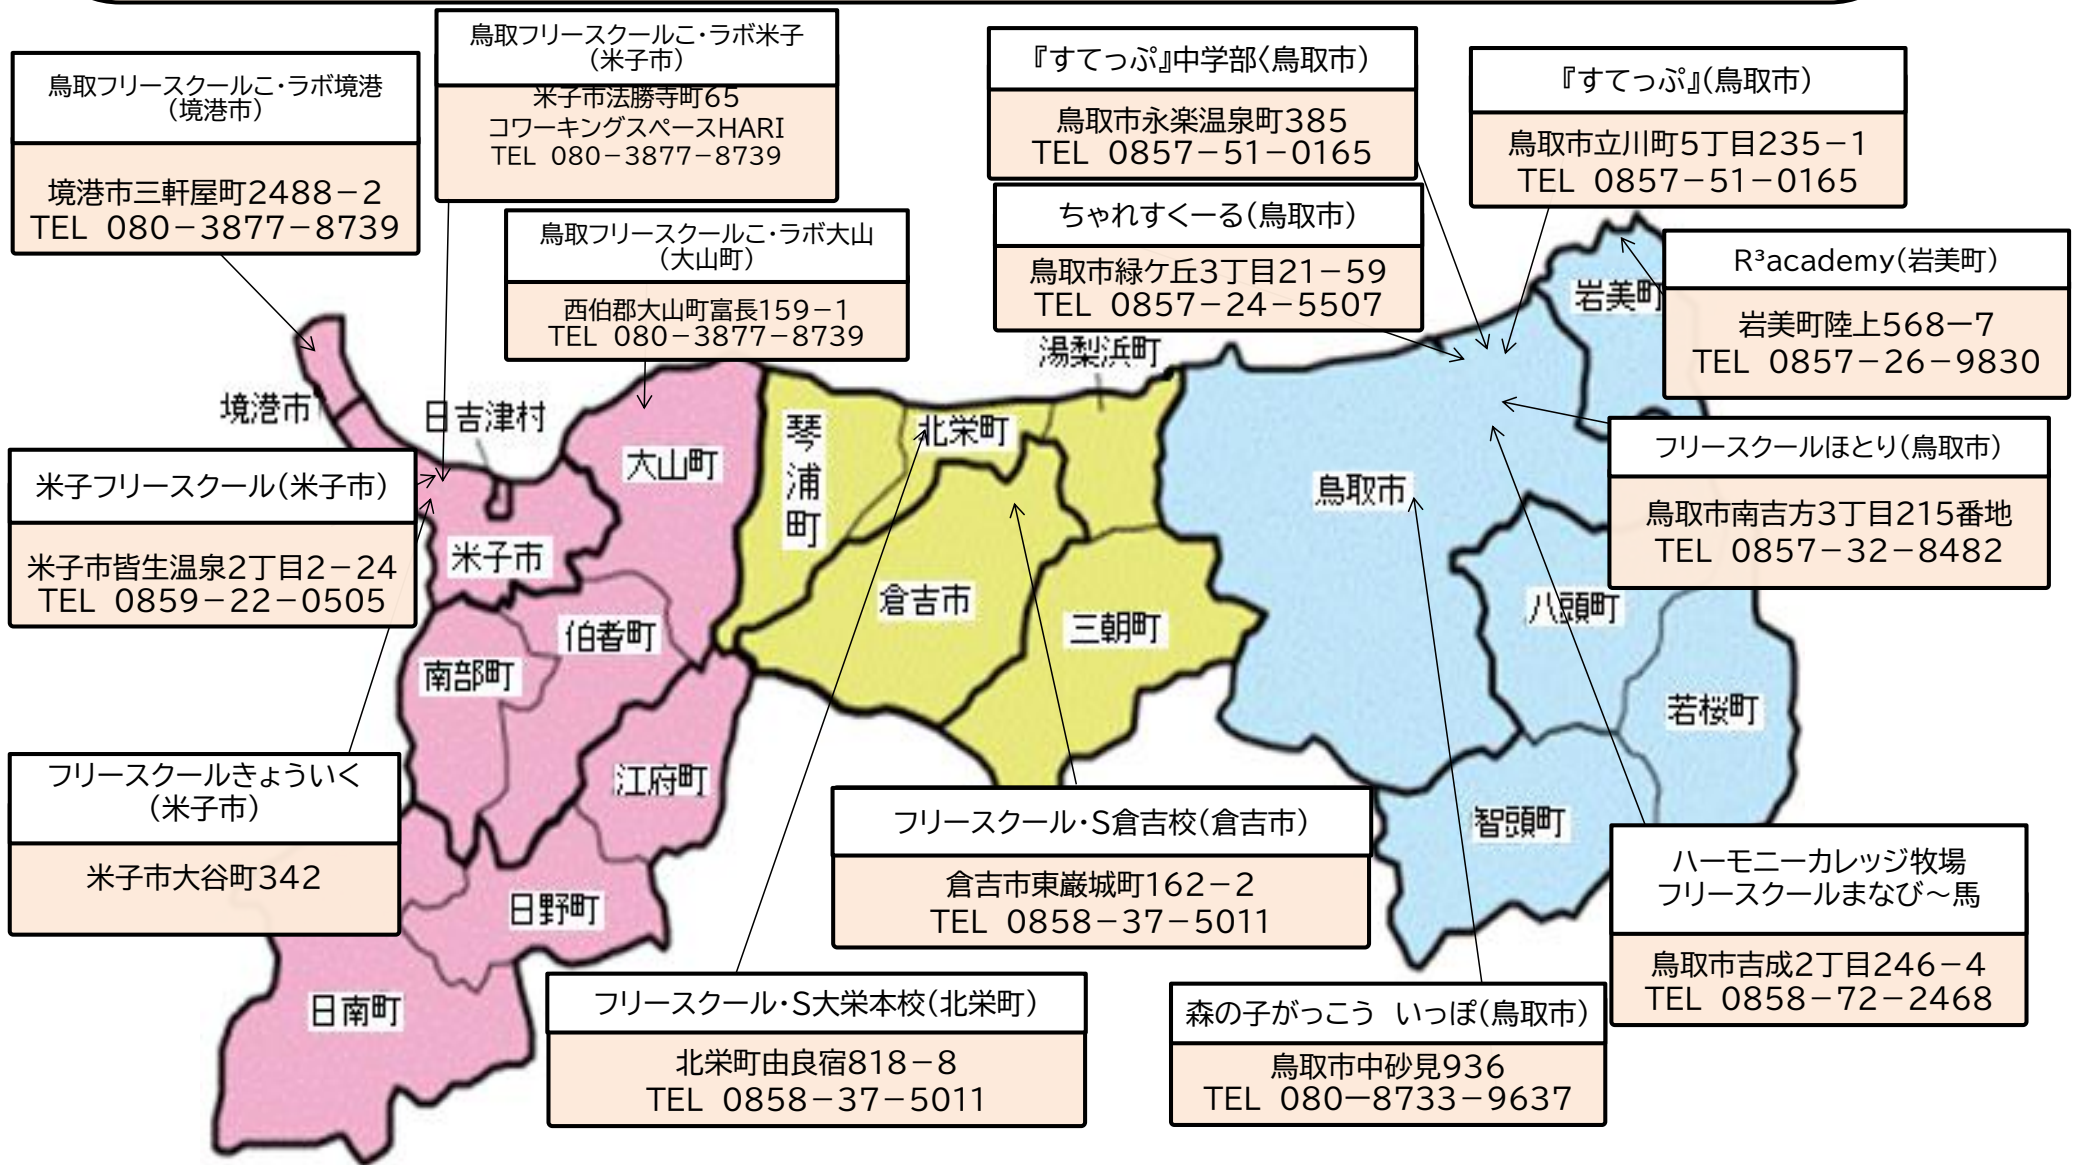 鳥取フリースクールこ・ラボ境港
(境港市)
境港市三軒屋町2488−2
TEL 080−3877−8739
鳥取フリースクールこ・ラボ米子
(米子市)
米子市法勝寺町65
コワーキングスペースHARI
TEL 080−3877−8739
鳥取フリースクールこ・ラボ大山
(大山町)
西伯郡大山町富長159−1
TEL 080−3877−8739
『すてっぷ』中学部〈鳥取市)
鳥取市永楽温泉町385
TEL 0857−51−0165
『すてっぷ』(鳥取市)
鳥取市立川町5丁目235−1
TEL 0857−51−0165
ちゃれすくーる(鳥取市)
鳥取市緑ケ丘3丁目21−59
TEL 0857−24−5507
R³academy(岩美町)
岩美町陸上568ー7
TEL 0857−26−9830
フリースクールほとり(鳥取市)
鳥取市南吉方3丁目215番地
TEL 0857−32−8482
米子フリースクール(米子市)
米子市皆生温泉2丁目2−24
TEL 0859−22−0505
フリースクールきょういく
(米子市)
米子市大谷町342
フリースクール・S倉吉校(倉吉市)
倉吉市東巌城町162−2
TEL 0858−37−5011
フリースクール・S大栄本校(北栄町)
北栄町由良宿818−8
TEL 0858−37−5011
森の子がっこう いっぽ(鳥取市)
鳥取市中砂見936
TEL 080ー8733−9637
ハーモニーカレッジ牧場
フリースクールまなび〜馬
鳥取市吉成2丁目246−4
TEL 0858−72−2468
境港市
日吉津村
米子市
大山町
伯耆町
南部町
江府町
日野町
日南町
琴浦町
北栄町
湯梨浜町
倉吉市
三朝町
鳥取市
岩美町
八頭町
若桜町
智頭町